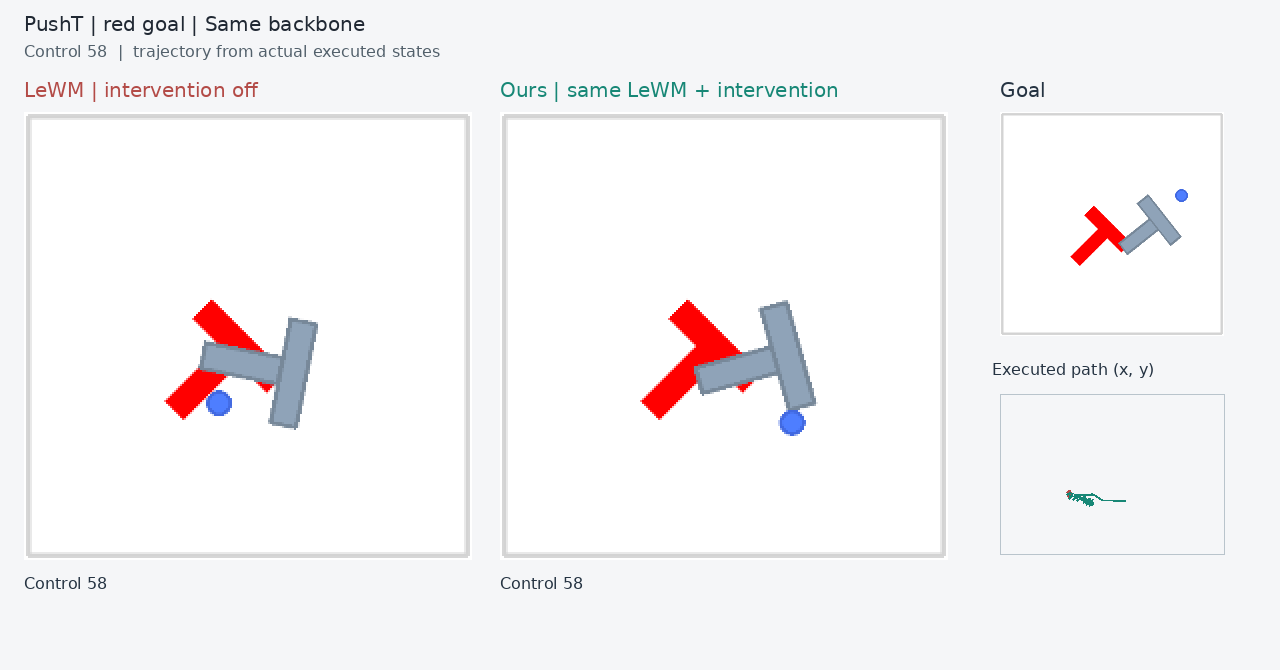 PushT | red goal | Same backbone
Control 58 | trajectory from actual executed states
LeWM | intervention off
Ours | same LeWM + intervention
Goal
Executed path (x, y)
Control 58
Control 58